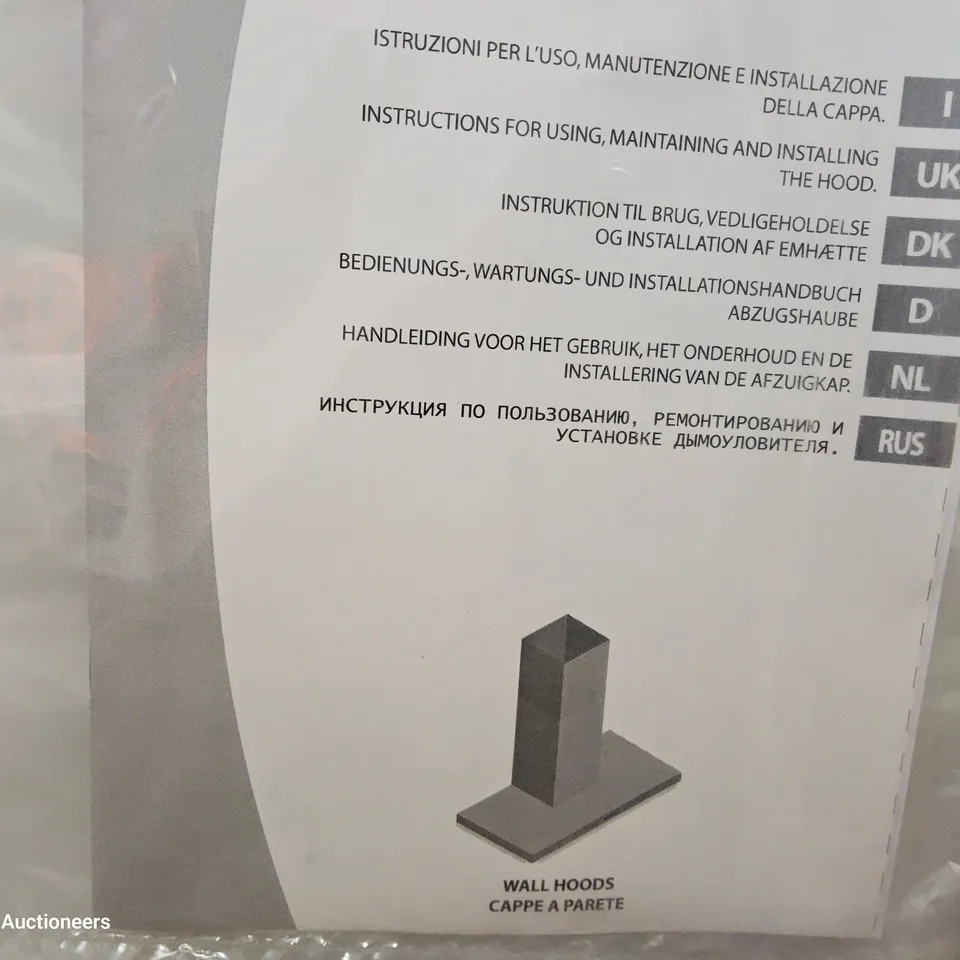 ISTRUZIONI PER L'USO, MANUTENZIONE E INSTALLAZIONE
DELLA CAPPA.
I
INSTRUCTIONS FOR USING, MAINTAINING AND INSTALLING
THE HOOD.
UK
INSTRUKTION TIL BRUG, VEDLIGEHOLDELSE
OG INSTALLATION AF EMHÆTTE
DK
BEDIENUNGS-, WARTUNGS- UND INSTALLATIONSHANDBUCH
ABZUGSHAUBE
D
HANDLEIDING VOOR HET GEBRUIK, HET ONDERHOUD EN DE
INSTALLERING VAN DE AFZUIGKAP.
NL
ИНСТРУКЦИЯ ПО ПОЛЬЗОВАНИЮ, РЕМОНТИРОВАНИЮ И
УСТАНОВКЕ ДЫМОУЛОВИТЕЛЯ.
RUS
WALL HOODS
CAPPE A PARETE
Auctioneers